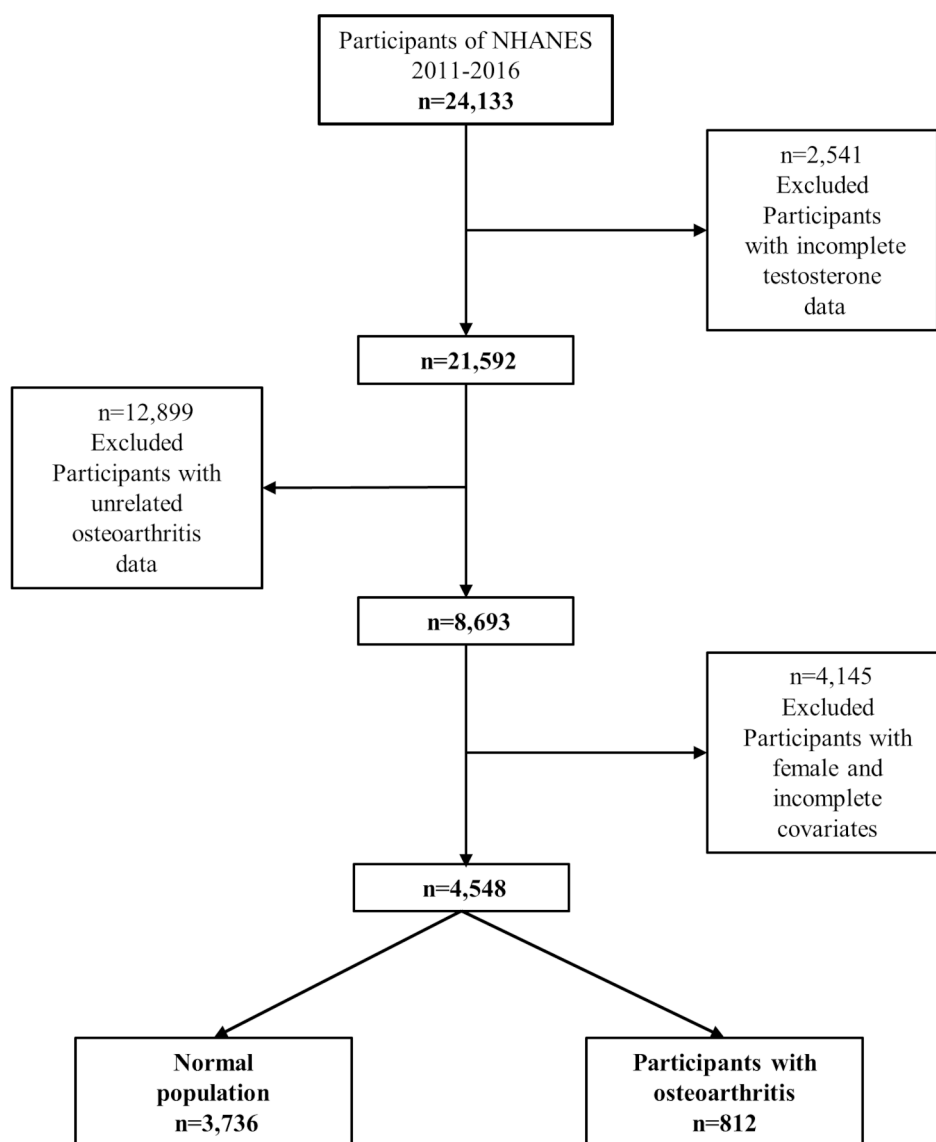 Participants of NHANES
2011-2016
n=24,133
n=2,541
Excluded
Participants
with incomplete
testosterone
data
n=21,592
n=12,899
Excluded
Participants with
unrelated
osteoarthritis
data
n=8,693
n=4,145
Excluded
Participants with
female and
incomplete
covariates
n=4,548
Normal
population
n=3,736
Participants with
osteoarthritis
n=812